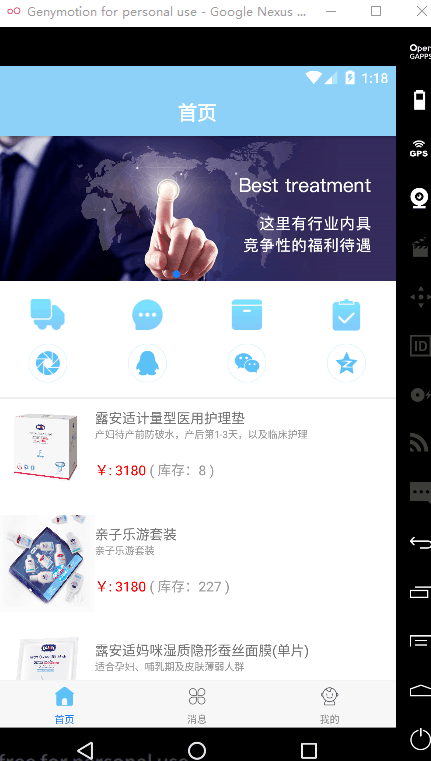 Genymotion for personal use - Google Nexus ...
Open
GAPPS
1:18
首页
GPS
Best treatment
这里有行业内具
竞争性的福利待遇
ID
露安适计量型医用护理垫
产妇待产前防破水，产后第1-3天，以及临床护理
￥: 3180 ( 库存：8 )
亲子乐游套装
亲子乐游套装
￥: 3180 ( 库存：227 )
露安适妈咪湿质隐形蚕丝面膜(单片)
适合孕妇、哺乳期及皮肤薄弱人群
首页
消息
我的
free for personal use